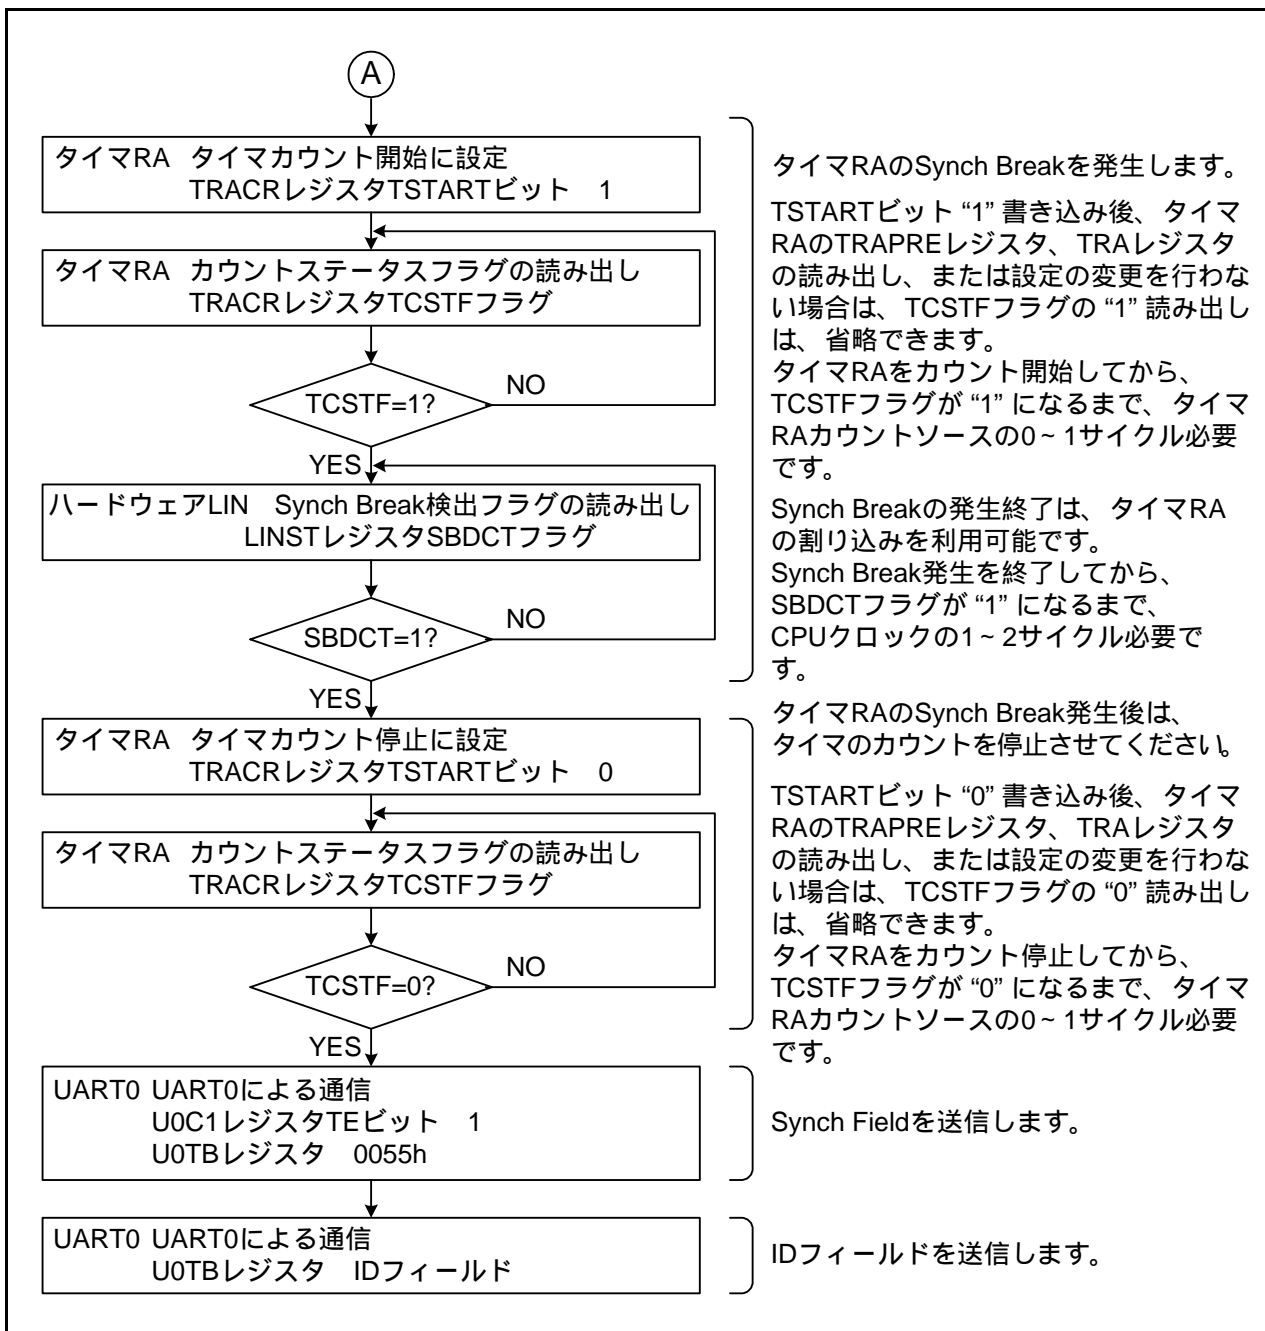 A
タイマRA タイマカウント開始に設定
TRACRレジスタTSTARTビット 1
タイマRA カウントステータスフラグの読み出し
TRACRレジスタTCSTFフラグ
TCSTF=1?
NO
YES
ハードウェアLIN Synch Break検出フラグの読み出し
LINSTレジスタSBDCTフラグ
SBDCT=1?
NO
YES
タイマRAのSynch Breakを発生します。
TSTARTビット “1” 書き込み後、タイマ
RAのTRAPREレジスタ、TRAレジスタ
の読み出し、または設定の変更を行わな
い場合は、TCSTFフラグの “1” 読み出し
は、省略できます。
タイマRAをカウント開始してから、
TCSTFフラグが “1” になるまで、タイマ
RAカウントソースの0~1サイクル必要
です。
Synch Breakの発生終了は、タイマRA
の割り込みを利用可能です。
Synch Break発生を終了してから、
SBDCTフラグが “1” になるまで、
CPUクロックの1~2サイクル必要で
す。
タイマRA タイマカウント停止に設定
TRACRレジスタTSTARTビット 0
タイマRA カウントステータスフラグの読み出し
TRACRレジスタTCSTFフラグ
TCSTF=0?
NO
YES
タイマRAのSynch Break発生後は、
タイマのカウントを停止させてください。
TSTARTビット “0” 書き込み後、タイマ
RAのTRAPREレジスタ、TRAレジスタ
の読み出し、または設定の変更を行わな
い場合は、TCSTFフラグの “0” 読み出し
は、省略できます。
タイマRAをカウント停止してから、
TCSTFフラグが “0” になるまで、タイマ
RAカウントソースの0~1サイクル必要
です。
UART0 UART0による通信
U0C1レジスタTEビット 1
U0TBレジスタ 0055h
Synch Fieldを送信します。
UART0 UART0による通信
U0TBレジスタ IDフィールド
IDフィールドを送信します。